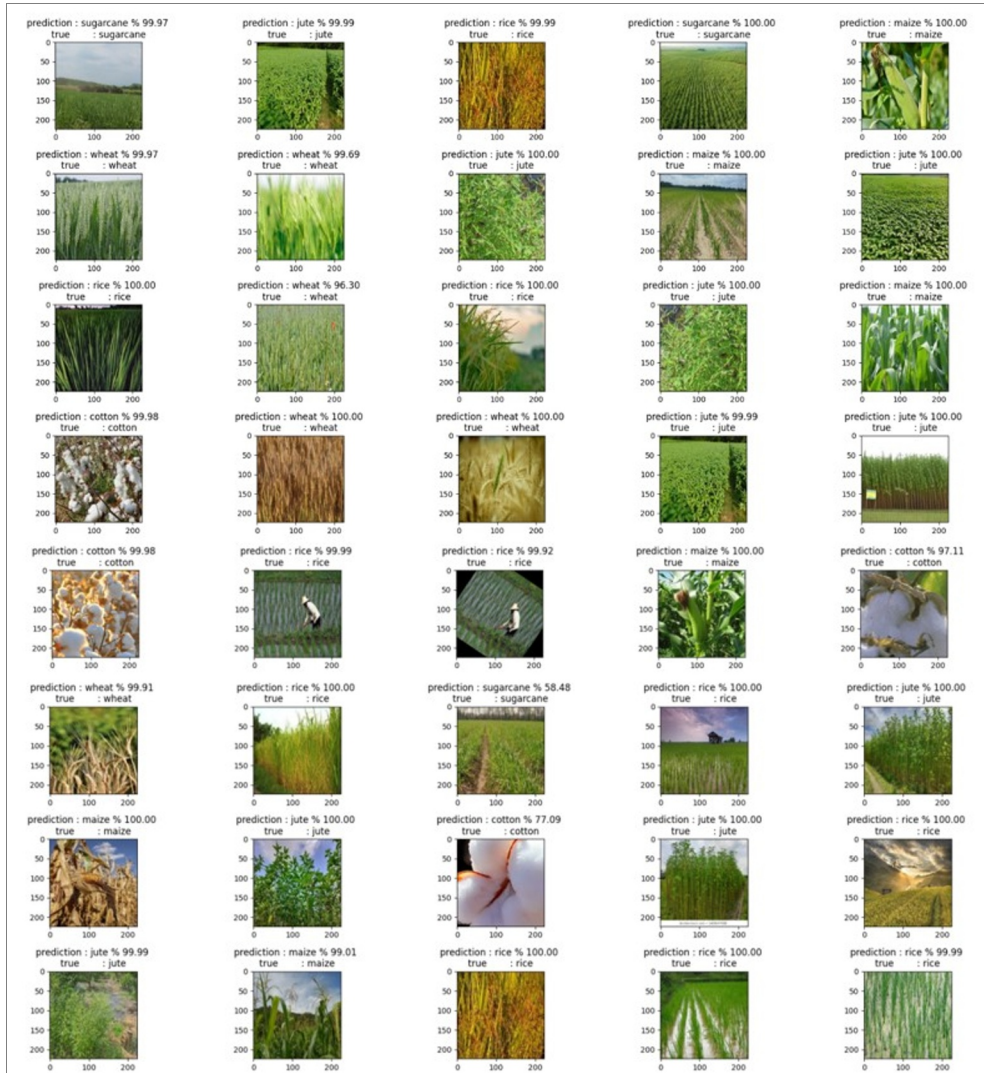 prediction : sugarcane % 99.97
true : sugarcane
prediction : jute % 99.99
true : jute
prediction : rice % 99.99
true : rice
prediction : sugarcane % 100.00
true : sugarcane
prediction : maize % 100.00
true : maize
prediction : wheat % 99.97
true : wheat
prediction : wheat % 99.69
true : wheat
prediction : jute % 100.00
true : jute
prediction : maize % 100.00
true : maize
prediction : jute % 100.00
true : jute
prediction : rice % 100.00
true : rice
prediction : wheat % 96.30
true : wheat
prediction : rice % 100.00
true : rice
prediction : jute % 100.00
true : jute
prediction : maize % 100.00
true : maize
prediction : cotton % 99.98
true : cotton
prediction : wheat % 100.00
true : wheat
prediction : wheat % 100.00
true : wheat
prediction : jute % 99.99
true : jute
prediction : jute % 100.00
true : jute
prediction : cotton % 99.98
true : cotton
prediction : rice % 99.99
true : rice
prediction : rice % 99.92
true : rice
prediction : maize % 100.00
true : maize
prediction : cotton % 97.11
true : cotton
prediction : wheat % 99.91
true : wheat
prediction : rice % 100.00
true : rice
prediction : sugarcane % 58.48
true : sugarcane
prediction : rice % 100.00
true : rice
prediction : jute % 100.00
true : jute
prediction : maize % 100.00
true : maize
prediction : jute % 100.00
true : jute
prediction : cotton % 77.09
true : cotton
prediction : jute % 100.00
true : jute
prediction : rice % 100.00
true : rice
prediction : jute % 99.99
true : jute
prediction : maize % 99.01
true : maize
prediction : rice % 100.00
true : rice
prediction : rice % 100.00
true : rice
prediction : rice % 99.99
true : rice